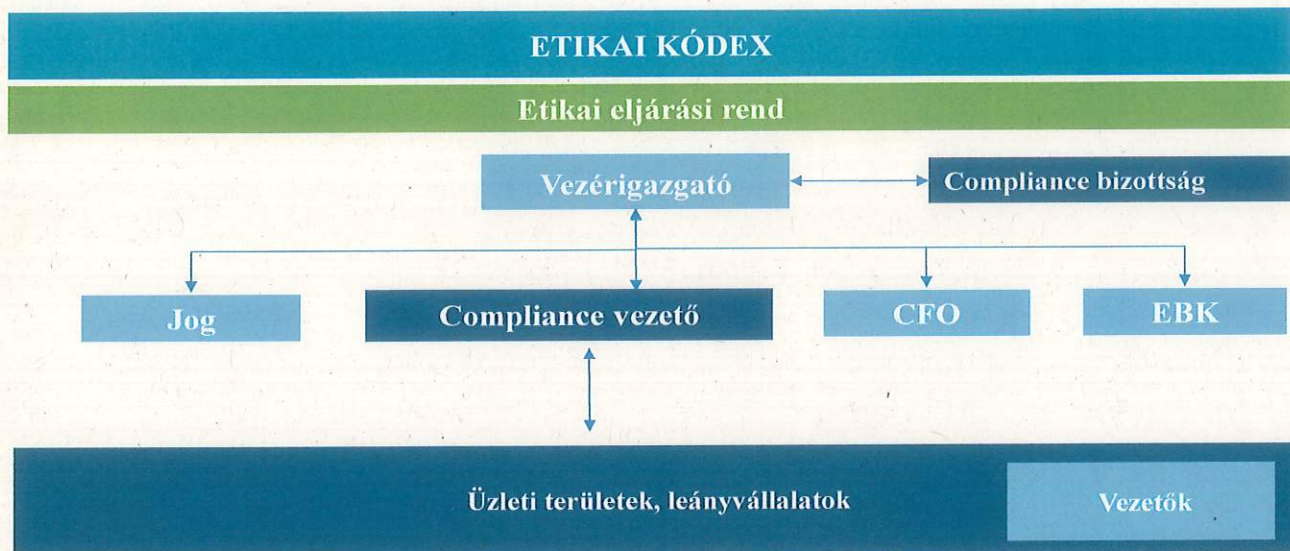 ETIKAI KÓDEX
Etikai eljárási rend
Vezérigazgató
Compliance bizottság
Jog
Compliance vezető
CFO
EBK
Üzleti területek, leányvállalatok
Vezetők